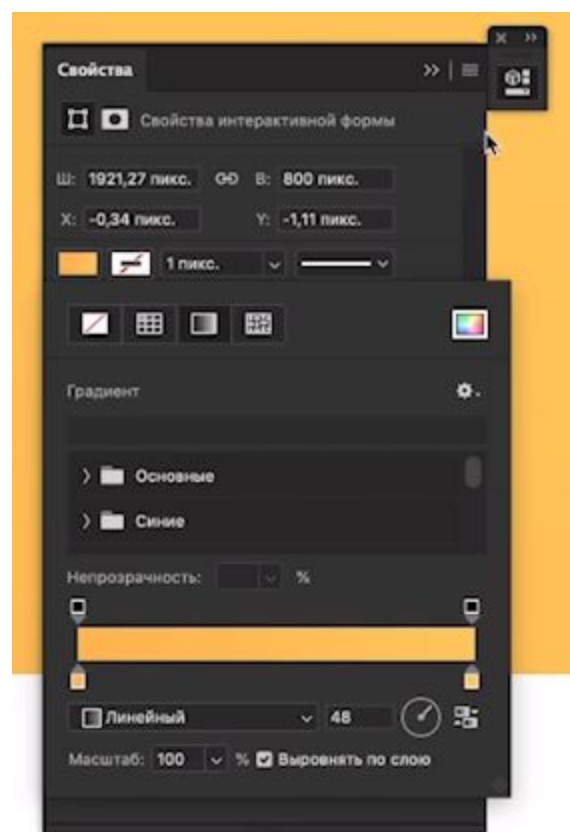 Свойства
Свойства интерактивной формы
Ш: 1921,27 пикс. В: 800 пикс.
X: -0,34 пикс. Y: -1,11 пикс.
1 пикс.
Градиент
Основные
Синие
Непрозрачность: %
Линейный 48
Масштаб: 100 % Выровнять по слою